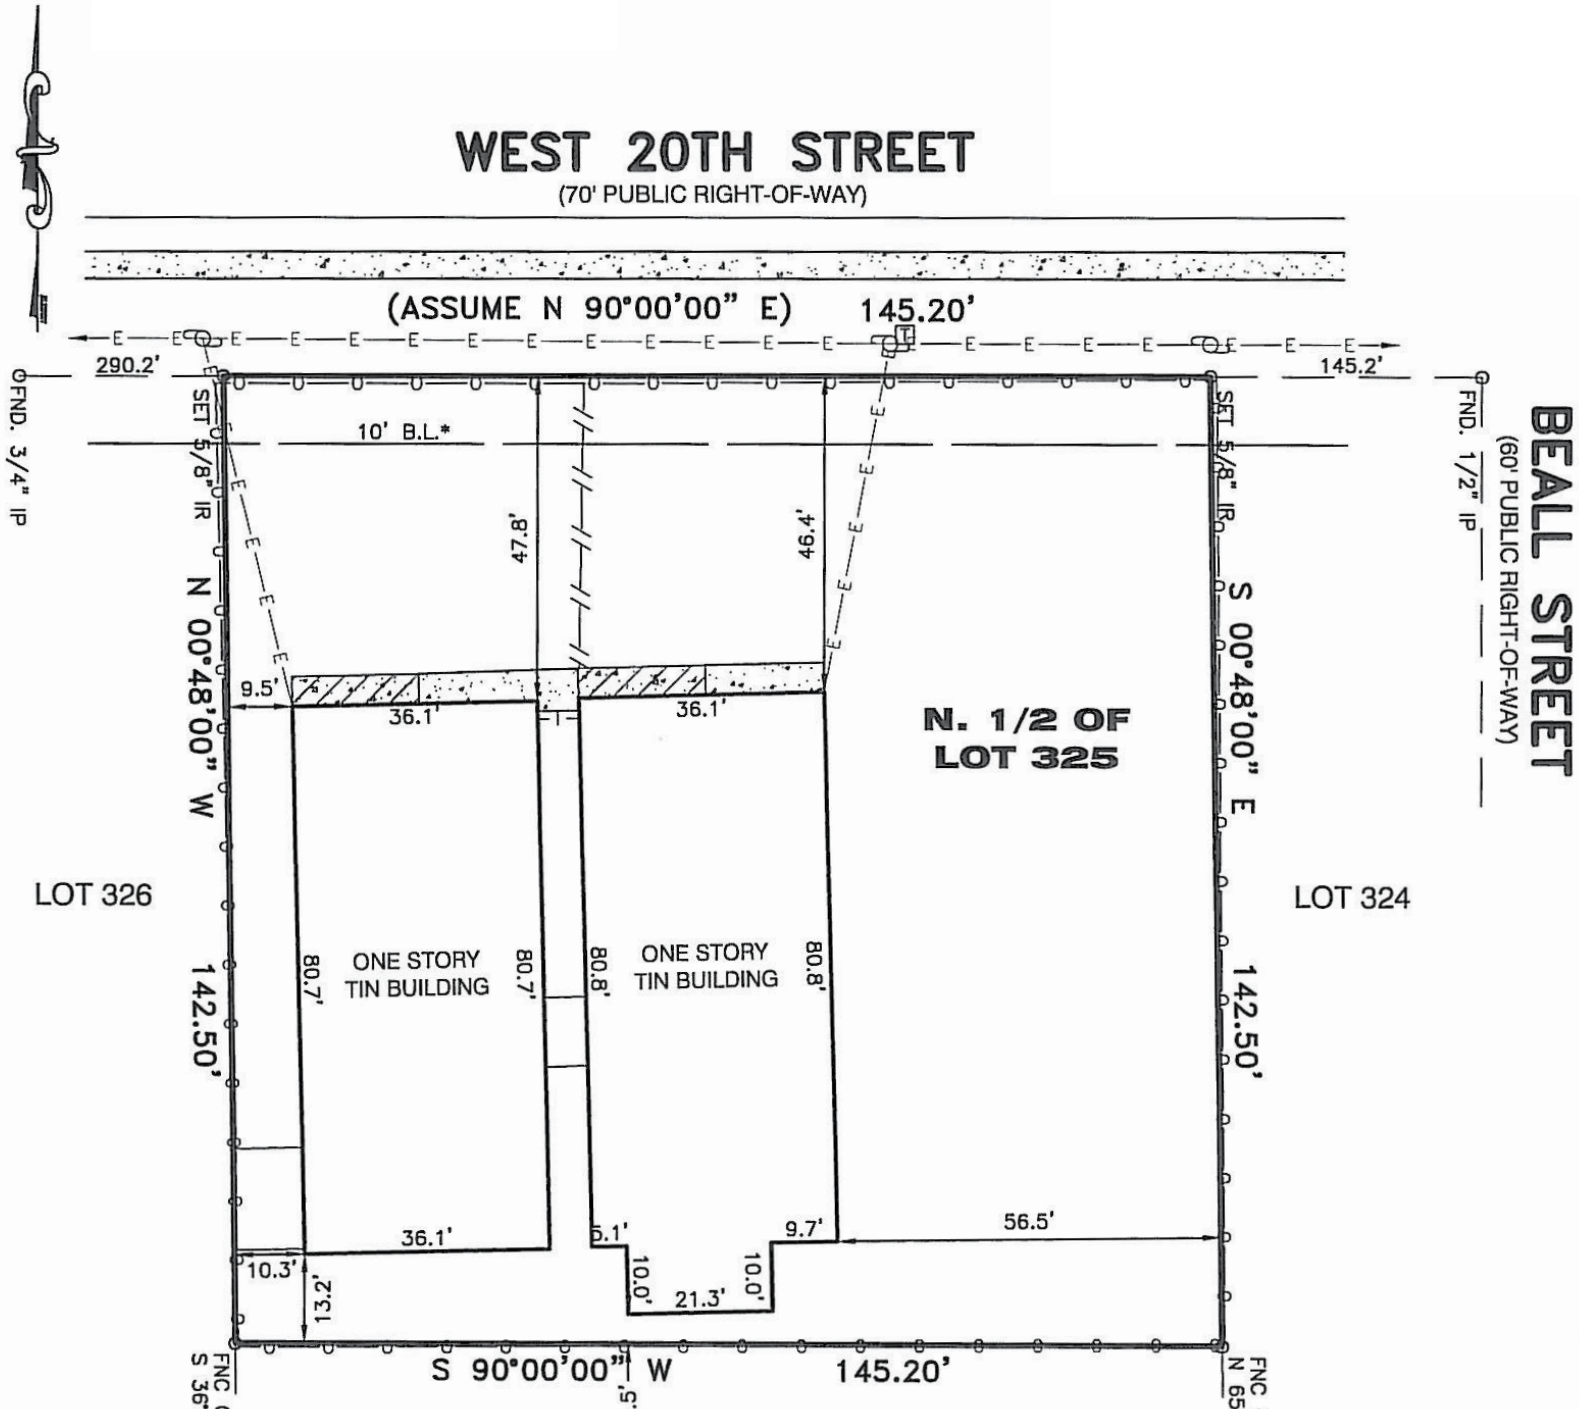 WEST 20TH STREET
(70' PUBLIC RIGHT-OF-WAY)
(ASSUME N 90°00'00" E) 145.20'
E E E E E E E E E E E E E E E E E E E
T
290.2'
145.2'
FND. 3/4" IP
SET 5/8" IR
10' B.L.*
SET 5/8" IR
FND. 1/2" IP
BEALL STREET
(60' PUBLIC RIGHT-OF-WAY)
47.8'
49.4'
N 00°48'00" W 142.50'
S 00°48'00" E 142.50'
9.5'
36.1'
36.1'
N. 1/2 OF
LOT 325
LOT 326
LOT 324
80.7'
ONE STORY
TIN BUILDING
80.7'
80.8'
ONE STORY
TIN BUILDING
80.8'
36.1'
5.1'
9.7'
56.5'
10.3'
13.2'
10.0'
21.3'
10.0'
S 90°00'00" W 145.20'
FNC
S 36°
.5'
FNC
N 65